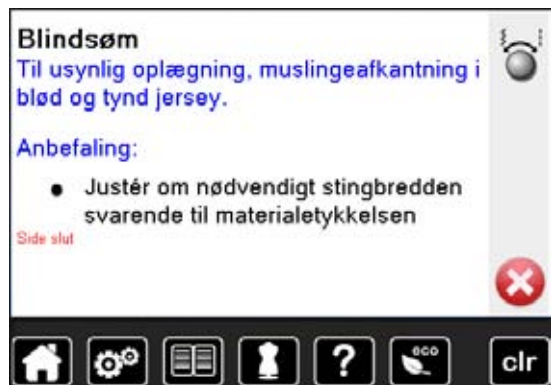 Blindsøm
Til usynlig oplægning, muslingeafkantning i
blød og tynd jersey.
Anbefaling:
● Justér om nødvendigt stingbredden
svarende til materialetykkelsen
Side slut
? eco clr